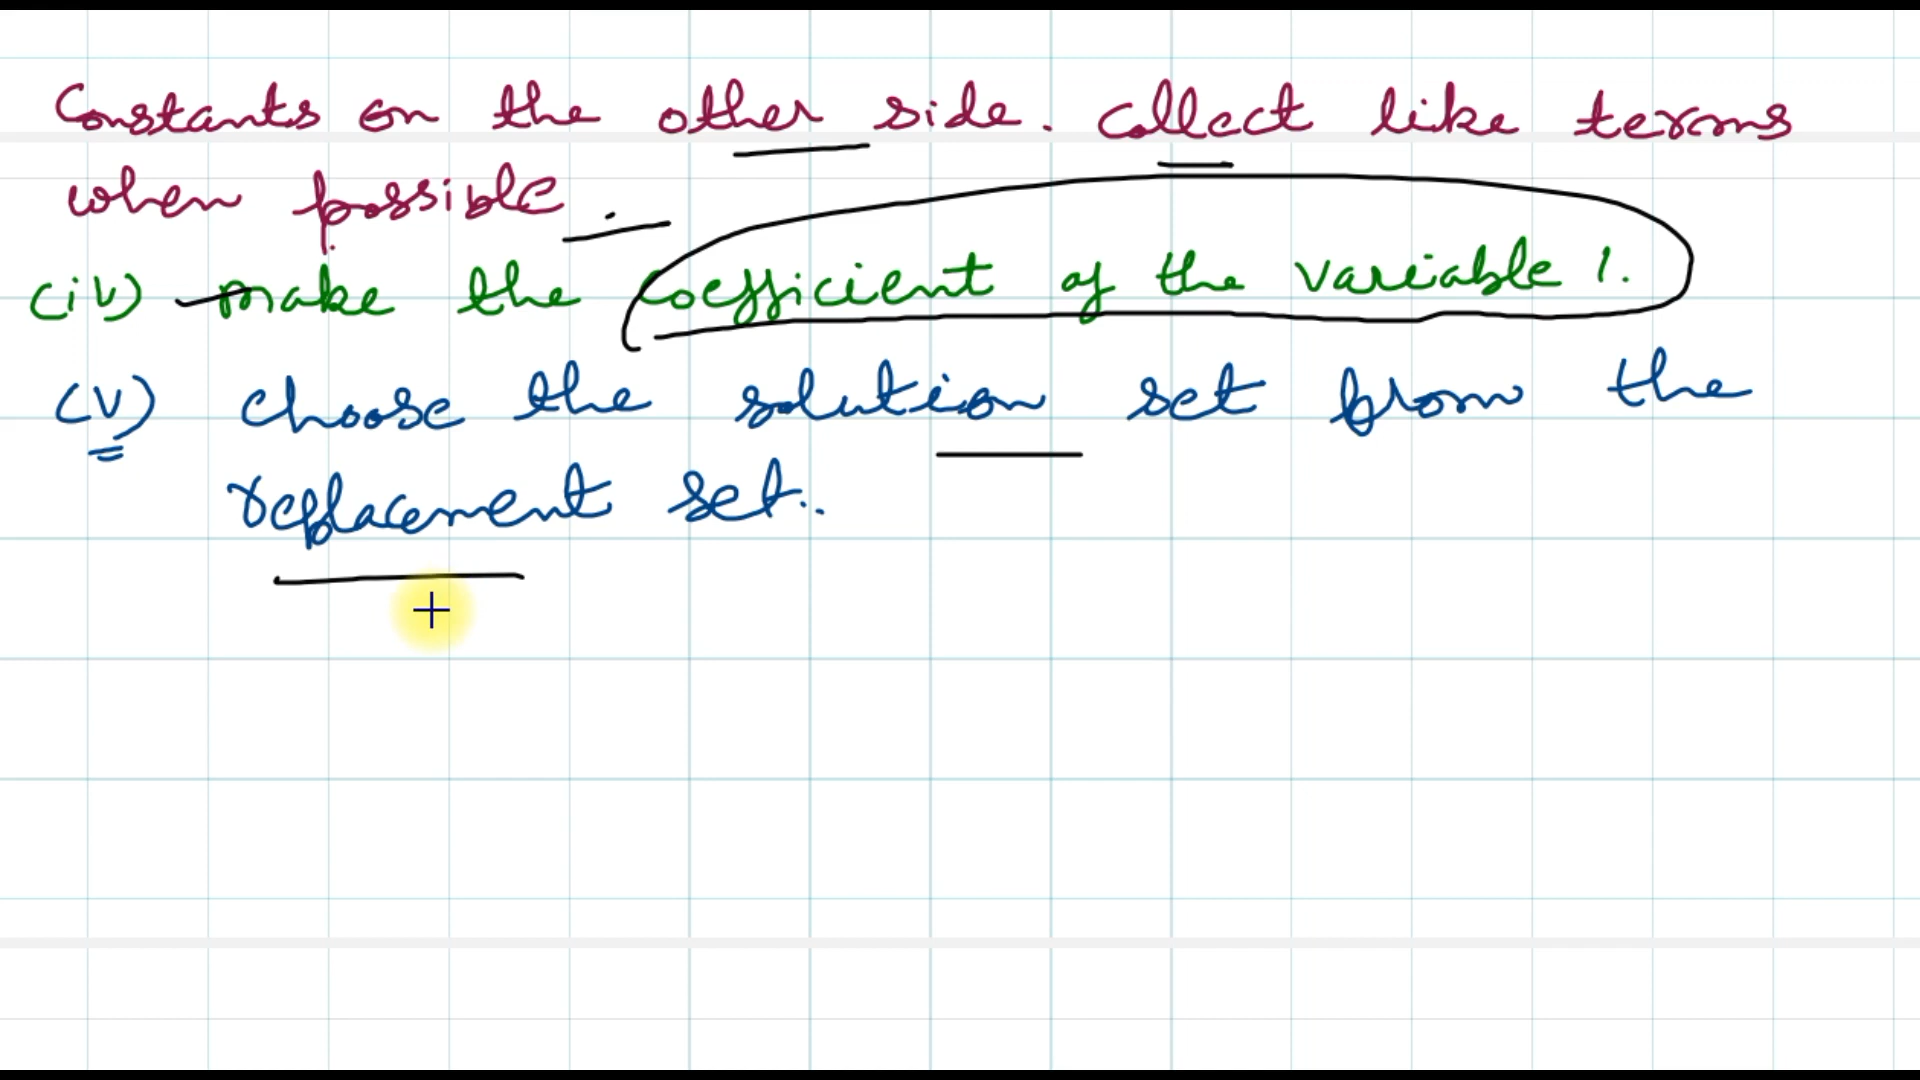 Constants on the other side. Collect like terms
when possible.
(iv) make the coefficient of the variable 1.
(v) choose the solution set from the
replacement set.